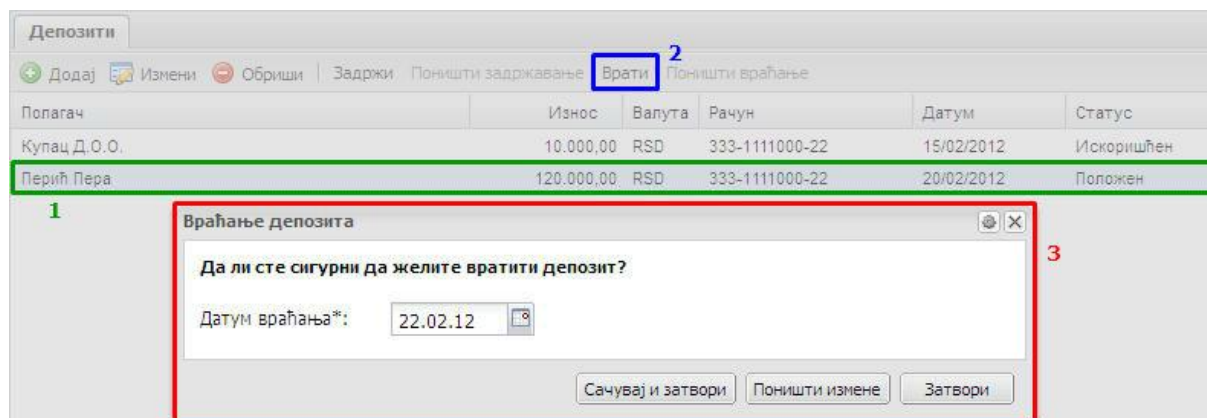 Депозити
Додај Измени Обриши Задржи Поништи задржавање Врати Поништи враћање
2
Полагач Износ Валута Рачун Датум Статус
Купац Д.О.О. 10.000,00 RSD 333-1111000-22 15/02/2012 Искоришћен
Перић Пера 120.000,00 RSD 333-1111000-22 20/02/2012 Положен
1
Враћање депозита
3
Да ли сте сигурни да желите вратити депозит?
Датум враћања*: 22.02.12
Сачувај и затвори Поништи измене Затвори